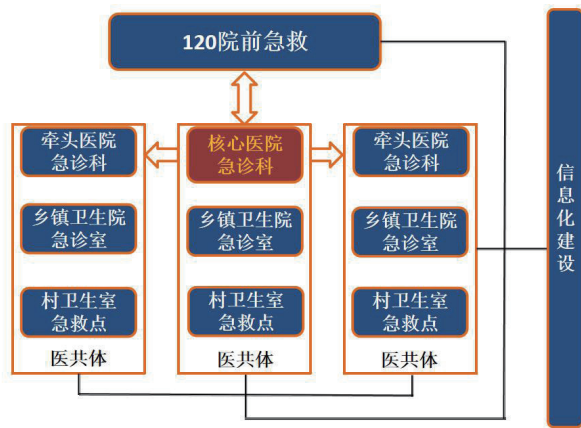 120院前急救
牵头医院
急诊科
核心医院
急诊科
牵头医院
急诊科
乡镇卫生院
急诊室
乡镇卫生院
急诊室
乡镇卫生院
急诊室
村卫生室
急救点
村卫生室
急救点
村卫生室
急救点
医共体
医共体
医共体
信息化建设